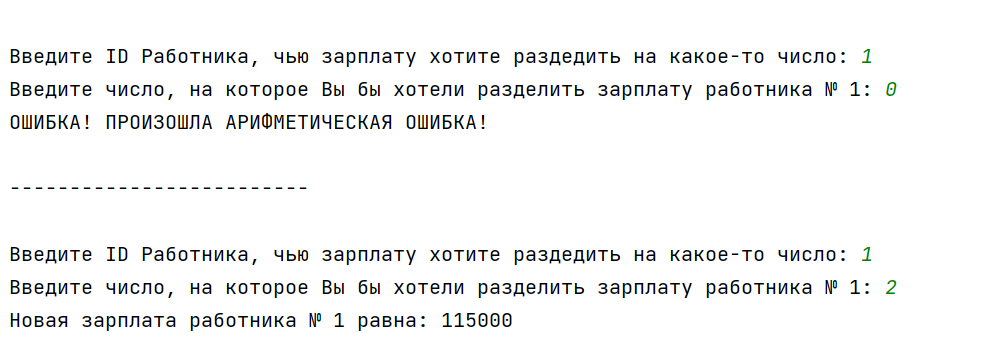 Введите ID Работника, чью зарплату хотите раздедить на какое-то число: 1
Введите число, на которое Вы бы хотели разделить зарплату работника № 1: 0
ОШИБКА! ПРОИЗОШЛА АРИФМЕТИЧЕСКАЯ ОШИБКА!
-------------------------
Введите ID Работника, чью зарплату хотите раздедить на какое-то число: 1
Введите число, на которое Вы бы хотели разделить зарплату работника № 1: 2
Новая зарплата работника № 1 равна: 115000